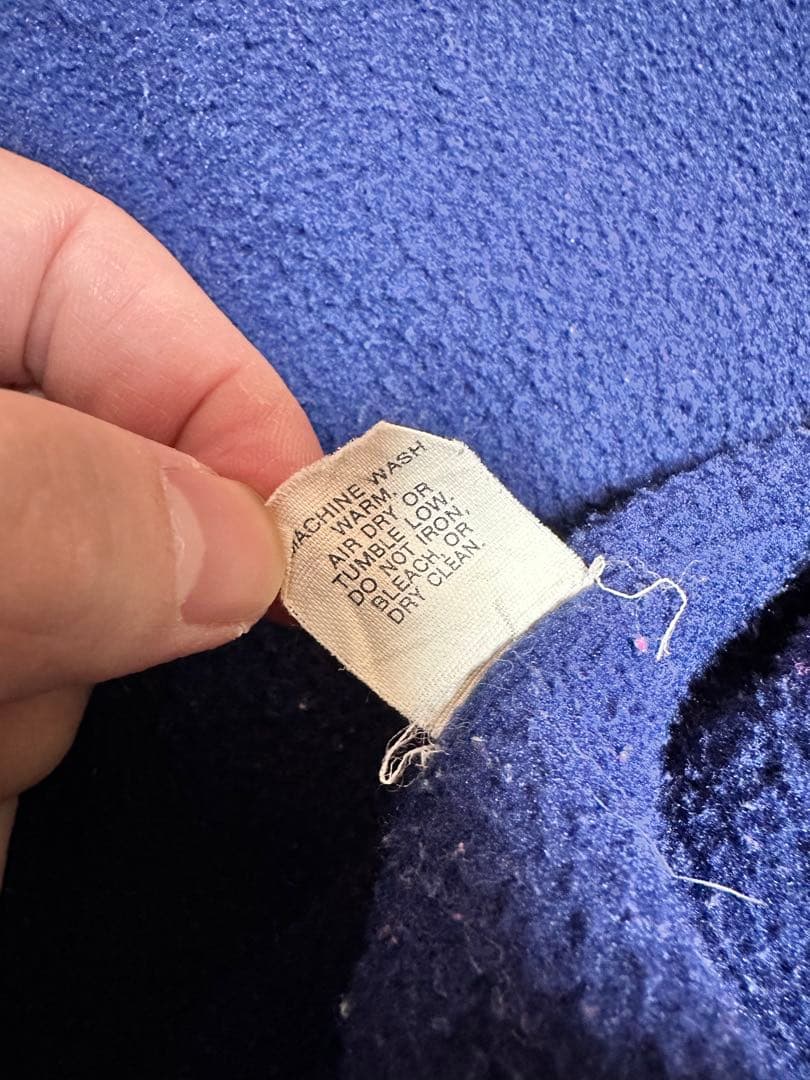 MACHINE WASH
WARM.
AIR DRY OR
TUMBLE LOW.
DO NOT IRON,
BLEACH, OR
DRY CLEAN.